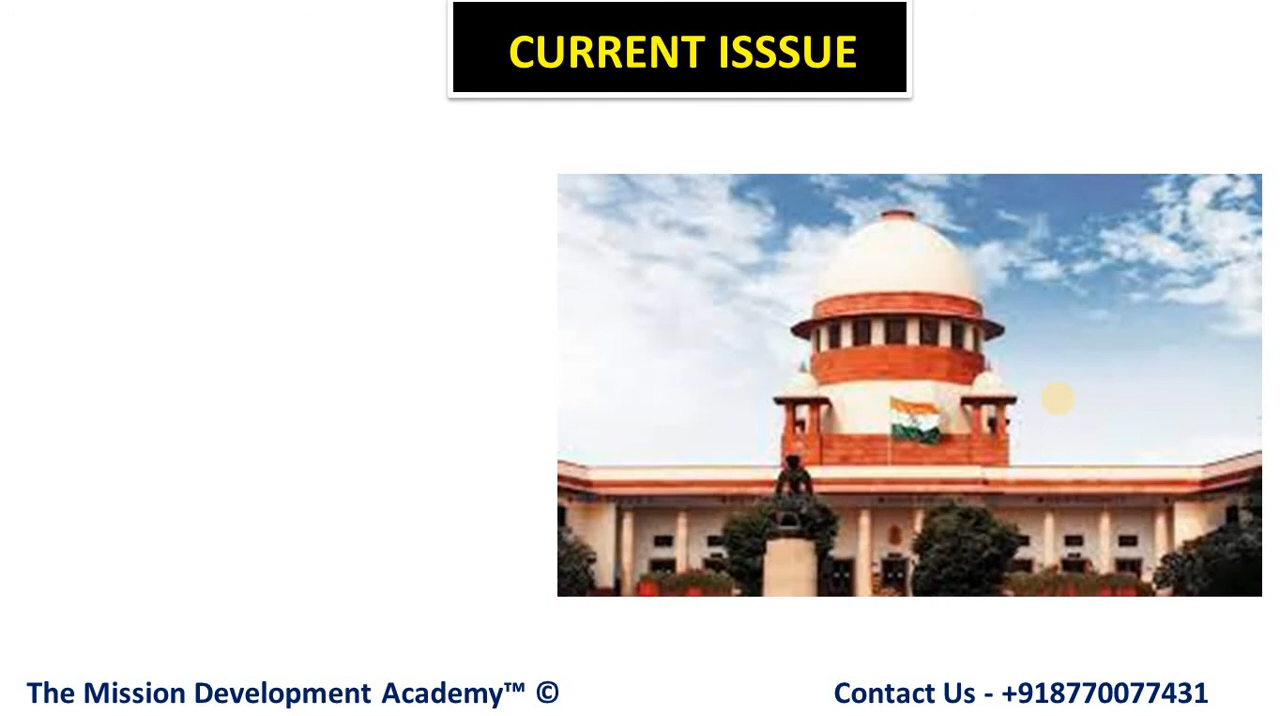 CURRENT ISSSUE
The Mission Development Academy™ ©
Contact Us - +918770077431